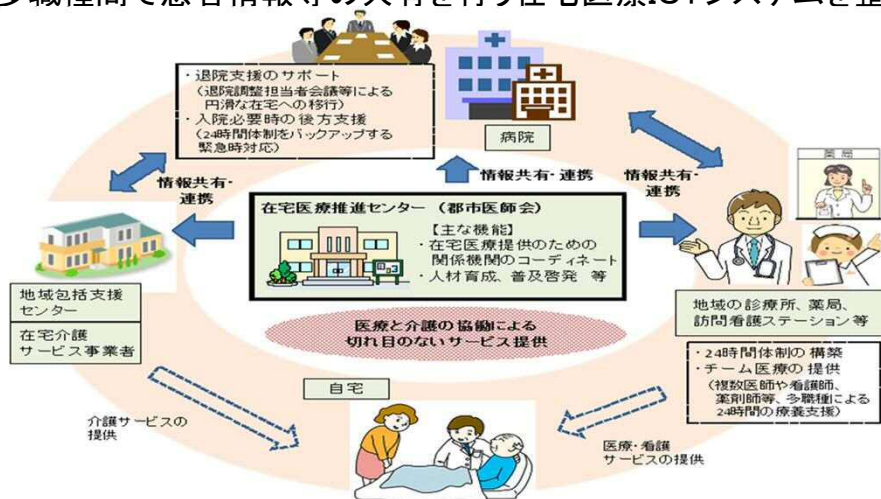 多職種間で患者情報等の共有を行う在宅医療ICTシステムを整
・退院支援のサポート
（退院調整担当者会議等による
円滑な在宅への移行）
・入院必要時の後方支援
（24時間体制をバックアップする
緊急時対応）
病院
薬局
情報共有・
連携
情報共有・連携
情報共有・
連携
在宅医療推進センター （郡市医師会）
【主な機能】
・在宅医療提供のための
関係機関のコーディネート
・人材育成、普及啓発 等
地域包括支援
センター
在宅介護
サービス事業者
地域の診療所、薬局、
訪問看護ステーション等
医療と介護の協働による
切れ目のないサービス提供
・24時間体制の構築
・チーム医療の提供
（複数医師や看護師、
薬剤師等、多職種による
24時間の療養支援）
自宅
介護サービスの
提供
医療・看護
サービスの提供